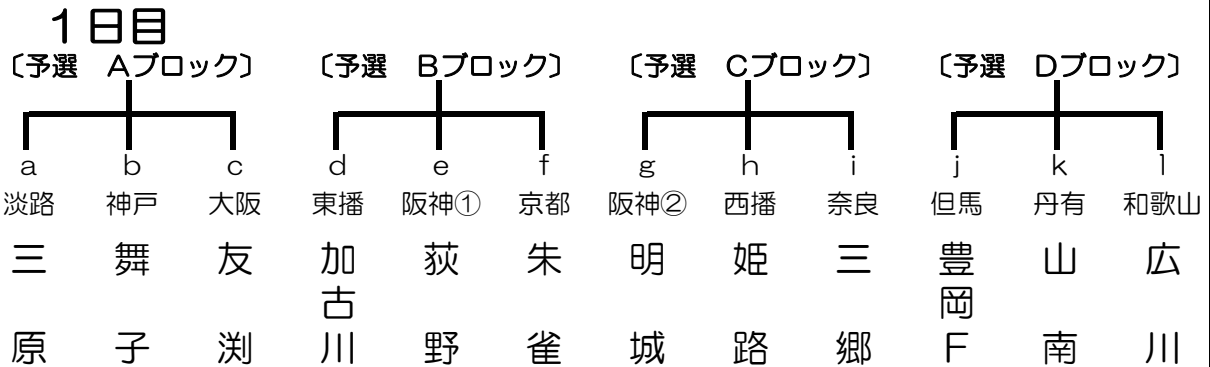 1日目
〔予選 Aブロック〕 〔予選 Bブロック〕 〔予選 Cブロック〕 〔予選 Dブロック〕
a b c d e f g h i j k l
淡路 神戸 大阪 東播 阪神① 京都 阪神② 西播 奈良 但馬 丹有 和歌山
三原 舞子 友渕 加古川 荻野 朱雀 明城 姫路 三郷 豊岡F 山南 広川